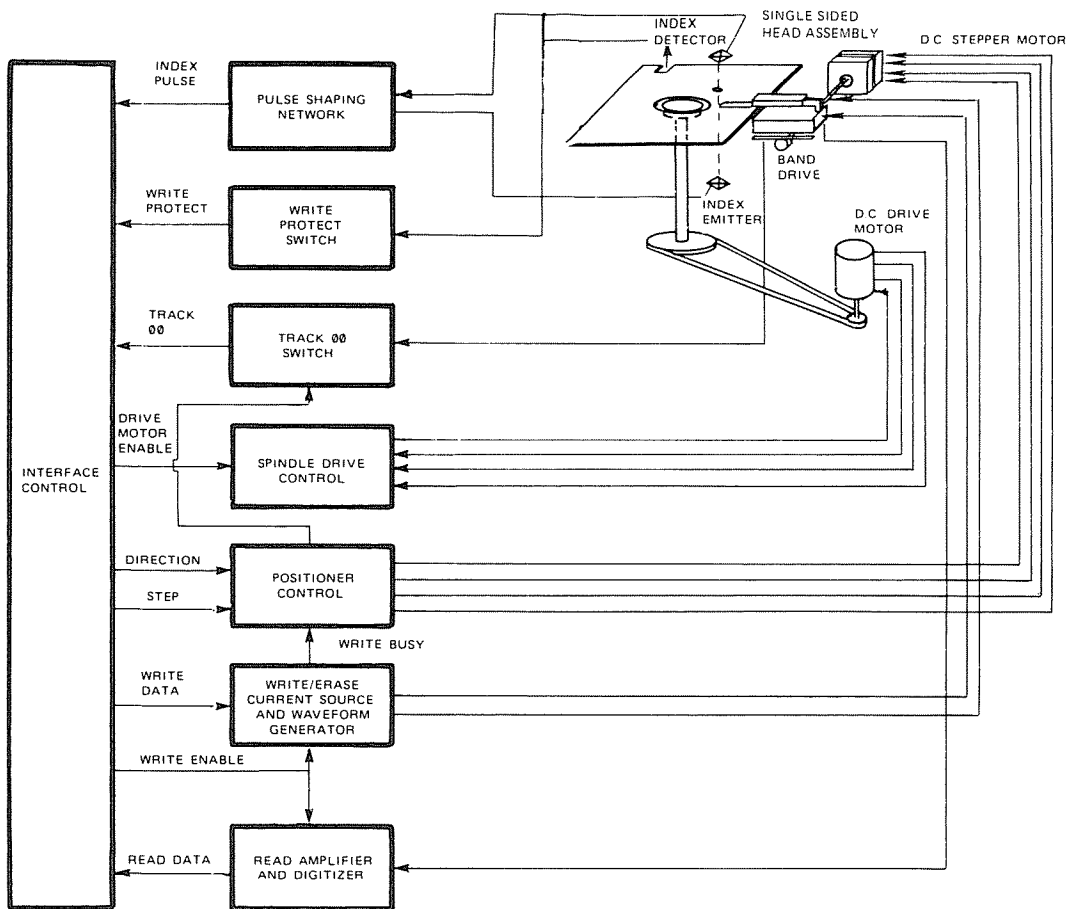 INDEX
DETECTOR
SINGLE SIDED
HEAD ASSEMBLY
D.C STEPPER MOTOR
INDEX
PULSE
PULSE SHAPING
NETWORK
BAND
DRIVE
WRITE
PROTECT
WRITE
PROTECT
SWITCH
INDEX
EMITTER
D.C. DRIVE
MOTOR
TRACK
00
TRACK 00
SWITCH
DRIVE
MOTOR
ENABLE
SPINDLE DRIVE
CONTROL
INTERFACE
CONTROL
DIRECTION
STEP
POSITIONER
CONTROL
WRITE BUSY
WRITE
DATA
WRITE/ERASE
CURRENT SOURCE
AND WAVEFORM
GENERATOR
WRITE ENABLE
READ DATA
READ AMPLIFIER
AND DIGITIZER